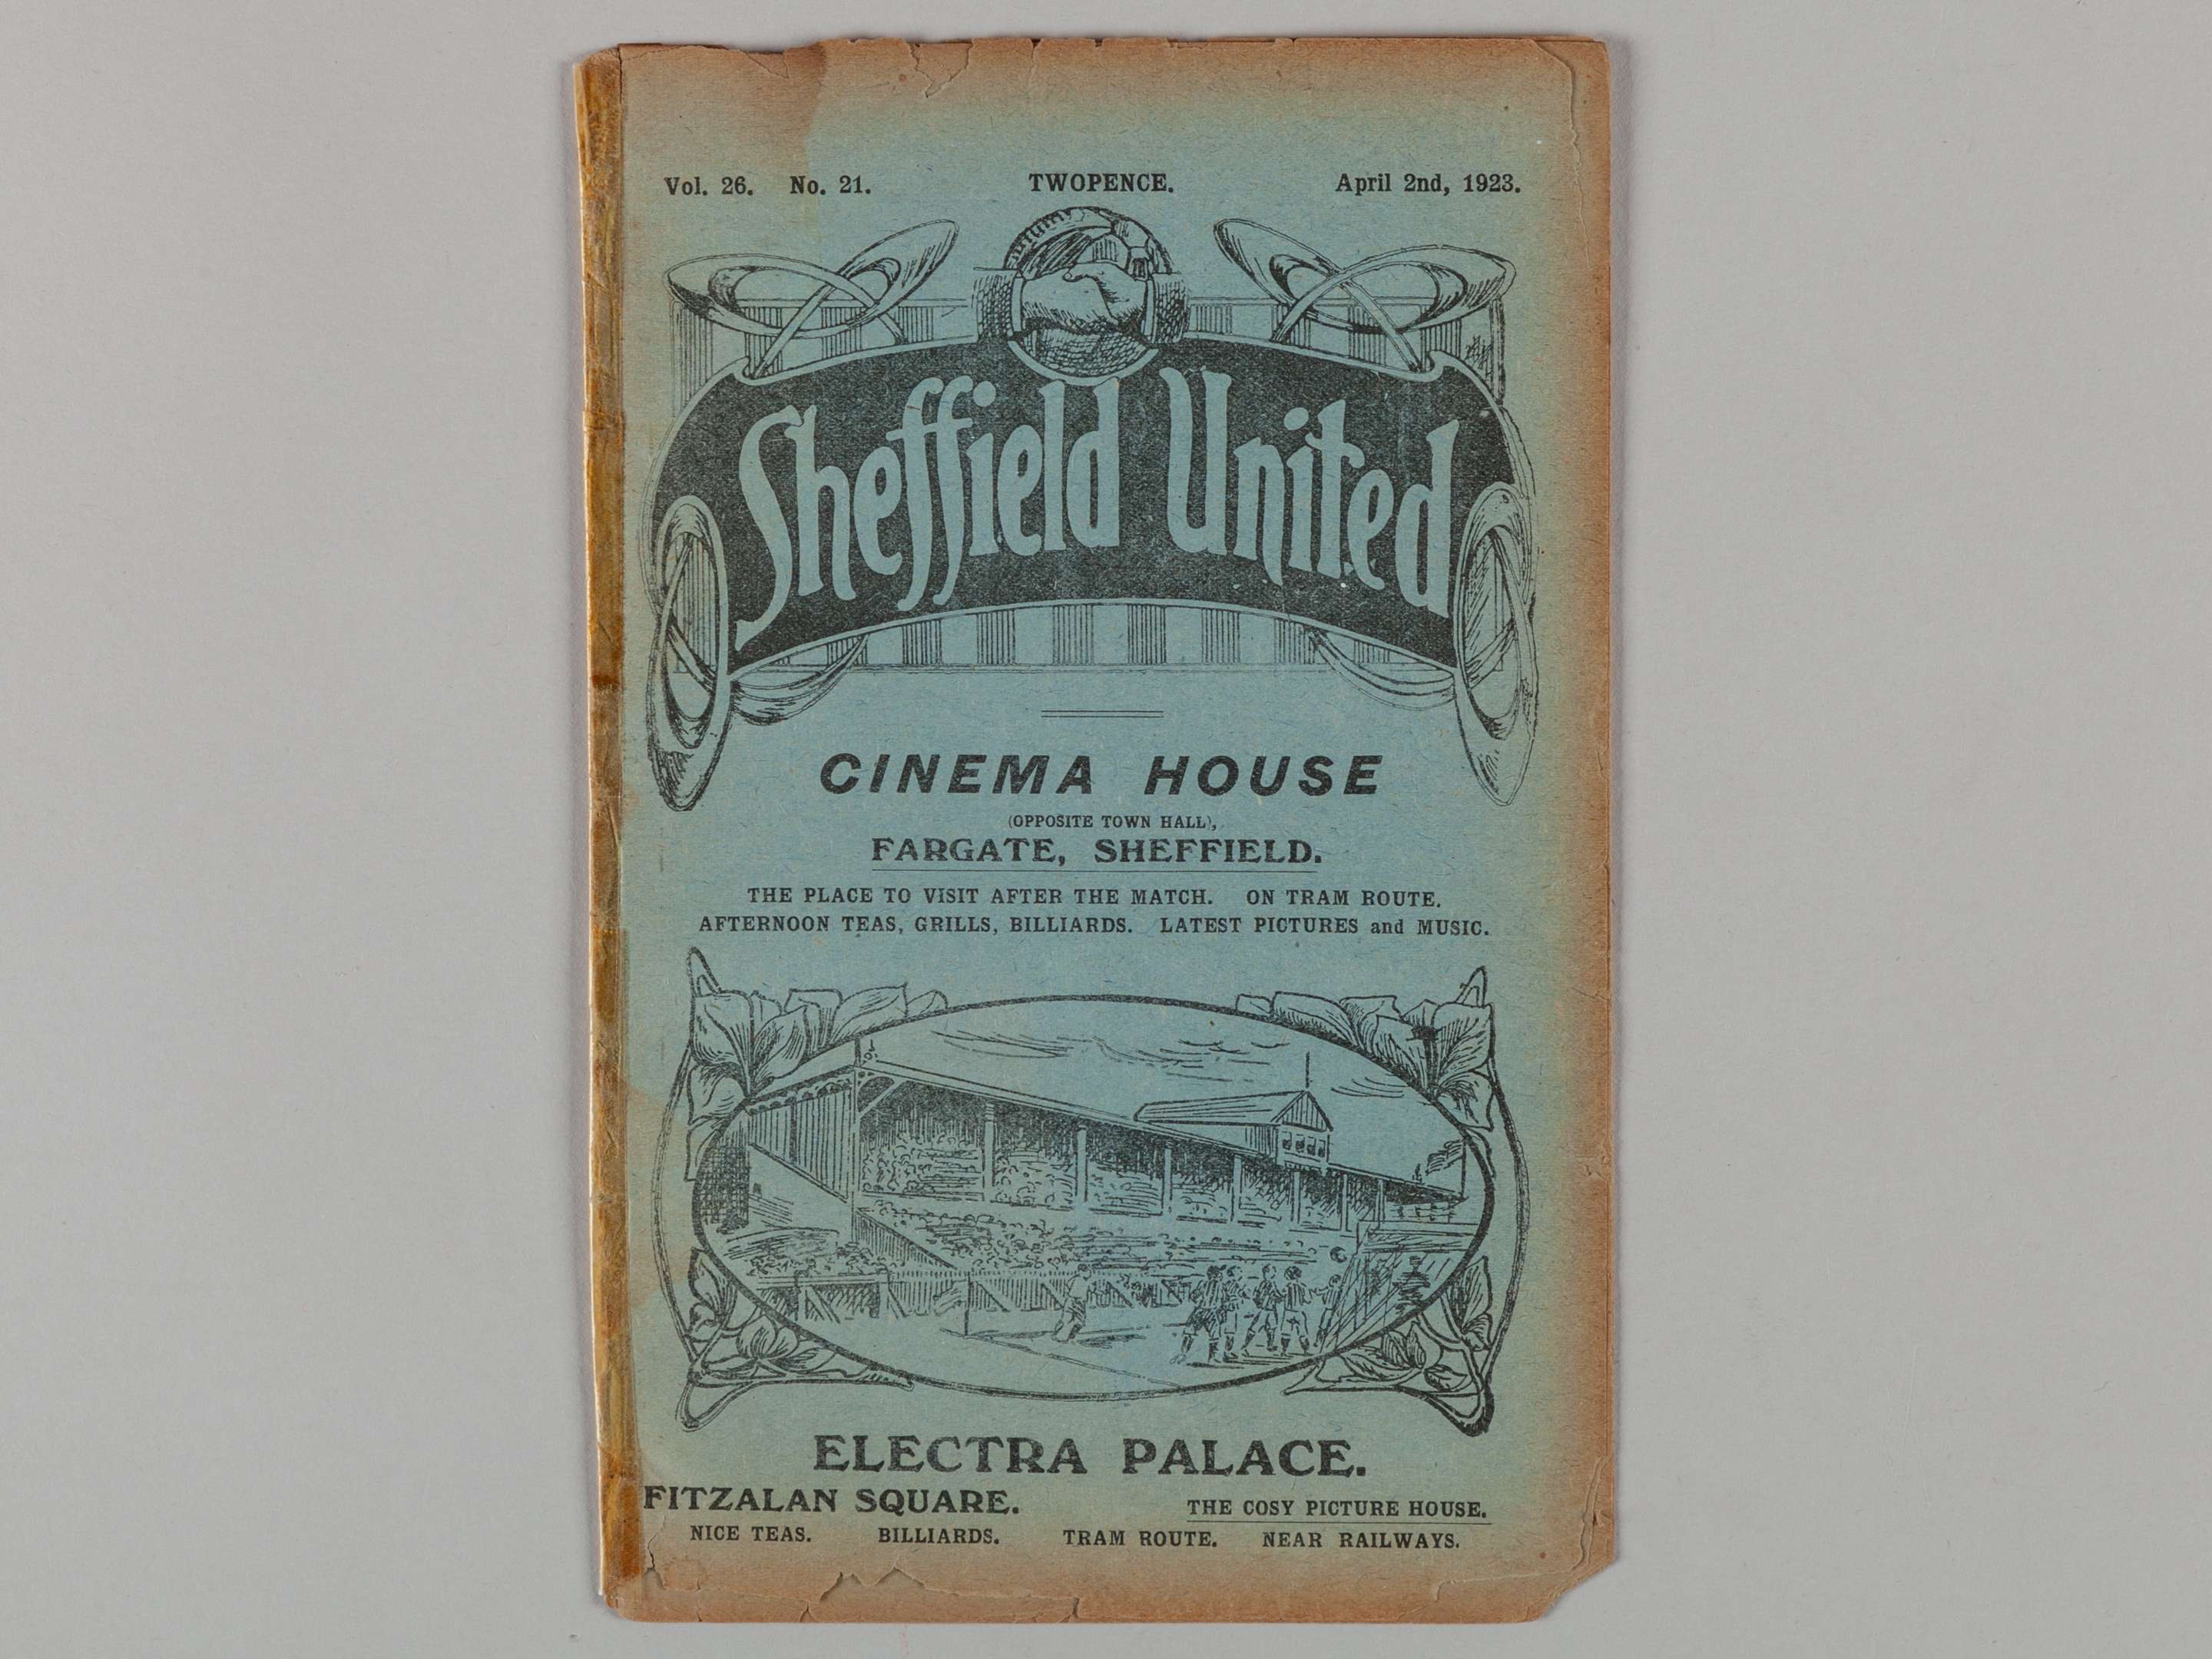 Vol. 26. No. 21. TWOPENCE. April 2nd, 1923.
Sheffield United
CINEMA HOUSE
(OPPOSITE TOWN HALL),
FARGATE, SHEFFIELD.
THE PLACE TO VISIT AFTER THE MATCH. ON TRAM ROUTE.
AFTERNOON TEAS, GRILLS, BILLIARDS. LATEST PICTURES and MUSIC.
ELECTRA PALACE.
FITZALAN SQUARE. THE COSY PICTURE HOUSE.
NICE TEAS. BILLIARDS. TRAM ROUTE. NEAR RAILWAYS.